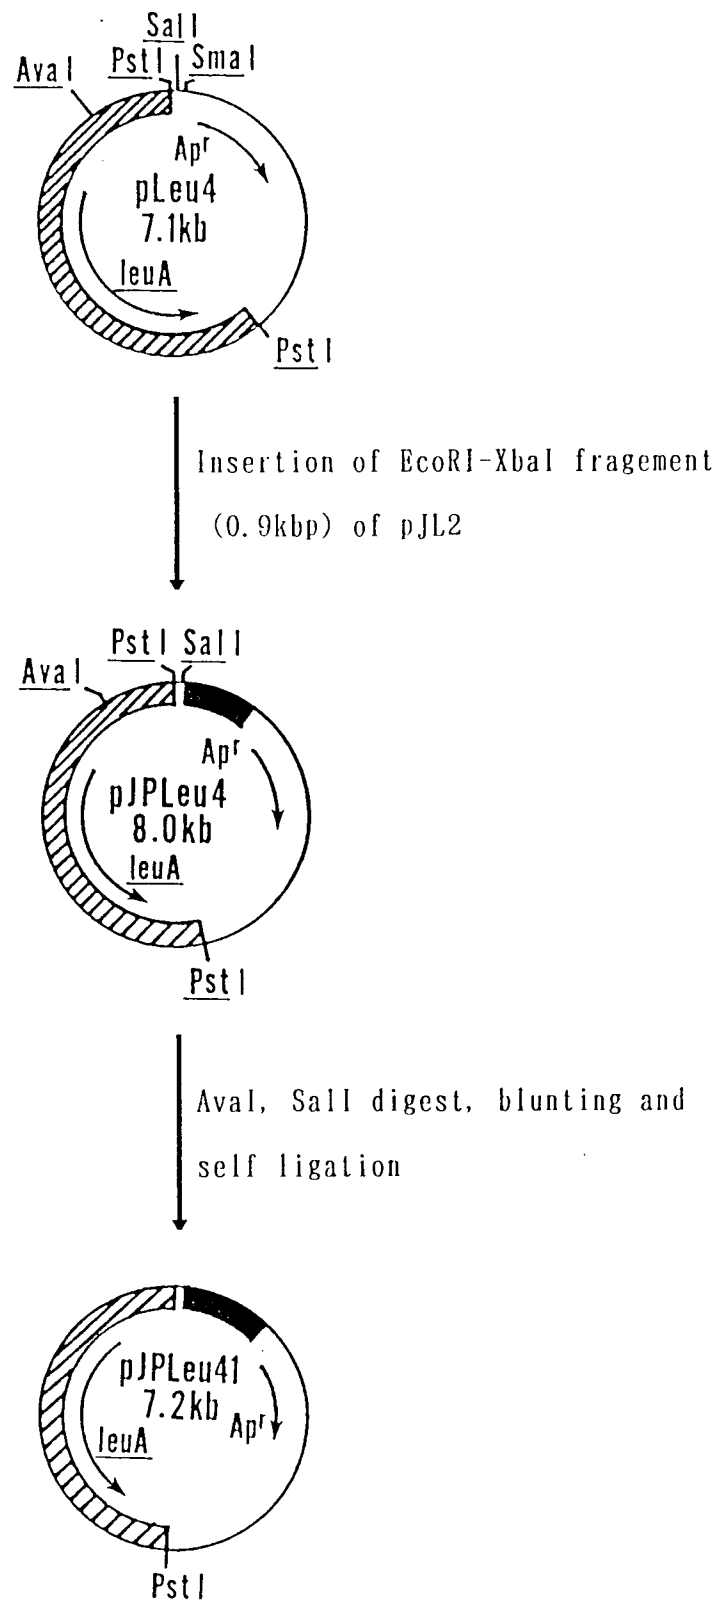 SalI
PstI SmaI
AvaI
Apr
pLeu4
7.1kb
leuA
PstI
Insertion of EcoRI-XbaI fragement
(0.9kbp) of pJL2
PstI SalI
AvaI
Apr
pJPLeu4
8.0kb
leuA
PstI
AvaI, SalI digest, blunting and
self ligation
pJPLeu41
7.2kb
Apr
leuA
PstI